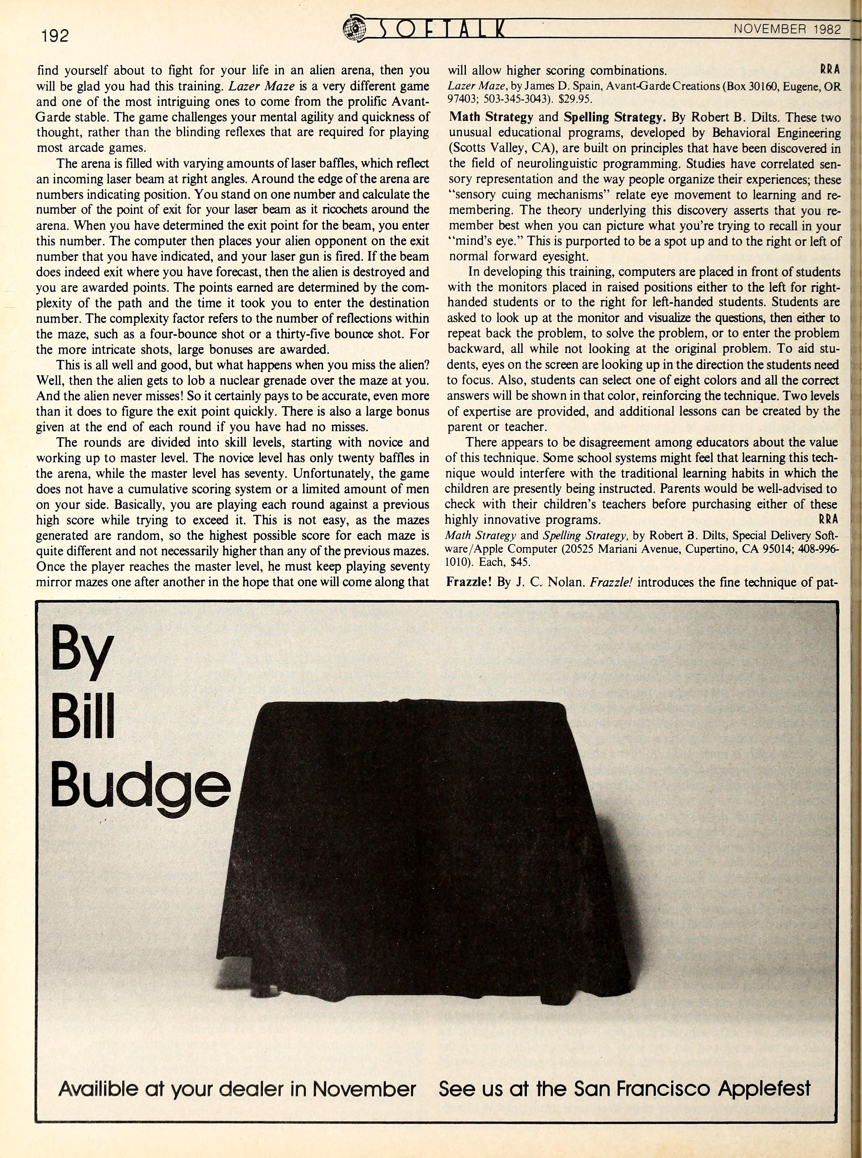 192
SOFTALK
NOVEMBER 1982
find yourself about to fight for your life in an alien arena, then you
will be glad you had this training. Lazer Maze is a very different game
and one of the most intriguing ones to come from the prolific Avant-
Garde stable. The game challenges your mental agility and quickness of
thought, rather than the blinding reflexes that are required for playing
most arcade games.
The arena is filled with varying amounts of laser baffles, which reflect
an incoming laser beam at right angles. Around the edge of the arena are
numbers indicating position. You stand on one number and calculate the
number of the point of exit for your laser beam as it ricochets around the
arena. When you have determined the exit point for the beam, you enter
this number. The computer then places your alien opponent on the exit
number that you have indicated, and your laser gun is fired. If the beam
does indeed exit where you have forecast, then the alien is destroyed and
you are awarded points. The points earned are determined by the com-
plexity of the path and the time it took you to enter the destination
number. The complexity factor refers to the number of reflections within
the maze, such as a four-bounce shot or a thirty-five bounce shot. For
the more intricate shots, large bonuses are awarded.
This is all well and good, but what happens when you miss the alien?
Well, then the alien gets to lob a nuclear grenade over the maze at you.
And the alien never misses! So it certainly pays to be accurate, even more
than it does to figure the exit point quickly. There is also a large bonus
given at the end of each round if you have had no misses.
The rounds are divided into skill levels, starting with novice and
working up to master level. The novice level has only twenty baffles in
the arena, while the master level has seventy. Unfortunately, the game
does not have a cumulative scoring system or a limited amount of men
on your side. Basically, you are playing each round against a previous
high score while trying to exceed it. This is not easy, as the mazes
generated are random, so the highest possible score for each maze is
quite different and not necessarily higher than any of the previous mazes.
Once the player reaches the master level, he must keep playing seventy
mirror mazes one after another in the hope that one will come along that
will allow higher scoring combinations. RRA
Lazer Maze, by James D. Spain, Avant-Garde Creations (Box 30160, Eugene, OR
97403; 503-345-3043). $29.95.
Math Strategy and Spelling Strategy. By Robert B. Dilts. These two
unusual educational programs, developed by Behavioral Engineering
(Scotts Valley, CA), are built on principles that have been discovered in
the field of neurolinguistic programming. Studies have correlated sen-
sory representation and the way people organize their experiences; these
“sensory cuing mechanisms” relate eye movement to learning and re-
membering. The theory underlying this discovery asserts that you re-
member best when you can picture what you’re trying to recall in your
“mind’s eye.” This is purported to be a spot up and to the right or left of
normal forward eyesight.
In developing this training, computers are placed in front of students
with the monitors placed in raised positions either to the left for right-
handed students or to the right for left-handed students. Students are
asked to look up at the monitor and visualize the questions, then either to
repeat back the problem, to solve the problem, or to enter the problem
backward, all while not looking at the original problem. To aid stu-
dents, eyes on the screen are looking up in the direction the students need
to focus. Also, students can select one of eight colors and all the correct
answers will be shown in that color, reinforcing the technique. Two levels
of expertise are provided, and additional lessons can be created by the
parent or teacher.
There appears to be disagreement among educators about the value
of this technique. Some school systems might feel that learning this tech-
nique would interfere with the traditional learning habits in which the
children are presently being instructed. Parents would be well-advised to
check with their children’s teachers before purchasing either of these
highly innovative programs. RRA
Math Strategy and Spelling Strategy, by Robert B. Dilts, Special Delivery Soft-
ware/Apple Computer (20525 Mariani Avenue, Cupertino, CA 95014; 408-996-
1010). Each, $45.
Frazzle! By J. C. Nolan. Frazzle! introduces the fine technique of pat-
By
Bill
Budge
Availible at your dealer in November See us at the San Francisco Applefest